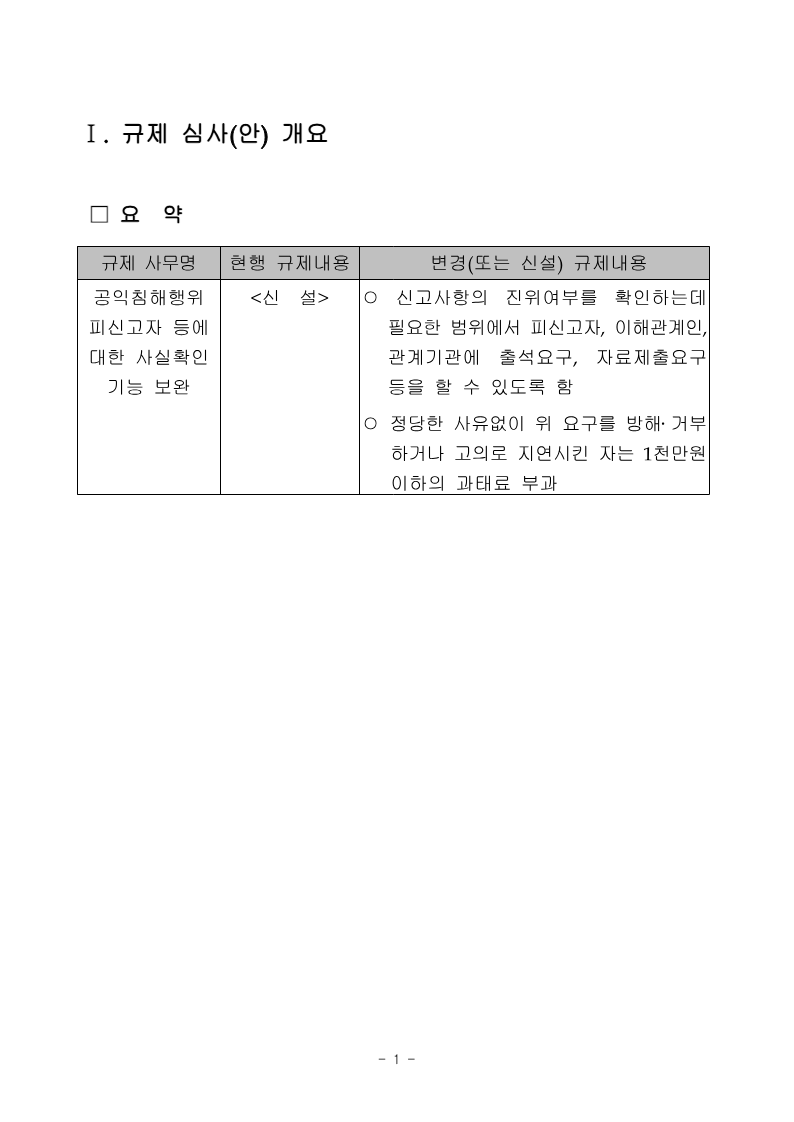 Ⅰ. 규제 심사(안) 개요
□ 요 약
규제 사무명 현행 규제내용 변경(또는 신설) 규제내용
공익침해행위
피신고자 등에
대한 사실확인
기능 보완
<신 설>
○ 신고사항의 진위여부를 확인하는데
필요한 범위에서 피신고자, 이해관계인,
관계기관에 출석요구, 자료제출요구
등을 할 수 있도록 함
○ 정당한 사유없이 위 요구를 방해·거부
하거나 고의로 지연시킨 자는 1천만원
이하의 과태료 부과
- 1 -